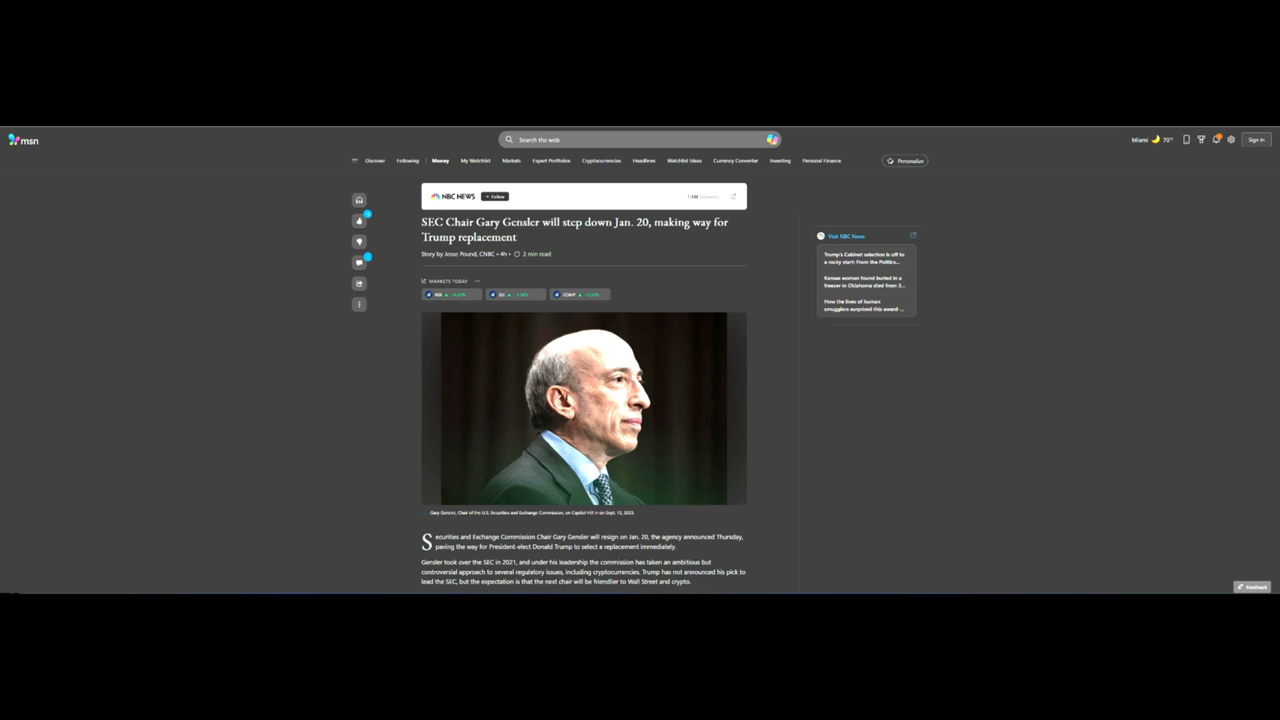 msn
Search the web
Miami 70°F
Sign in
Discover Following Money My Watchlist Markets Expert Portfolios Cryptocurrencies Headlines Watchlist Ideas Currency Converter Investing Personal Finance
Personalize
NBC NEWS
+ Follow
Followers
SEC Chair Gary Gensler will step down Jan. 20, making way for
Trump replacement
Story by Jesse Pound, CNBC • 4h • 2 min read
MARKETS TODAY
INX
DJI
COMP
Gary Gensler, Chair of the U.S. Securities and Exchange Commission, on Capitol Hill in on Sept. 12, 2023.
Securities and Exchange Commission Chair Gary Gensler will resign on Jan. 20, the agency announced Thursday,
paving the way for President-elect Donald Trump to select a replacement immediately.
Gensler took over the SEC in 2021, and under his leadership the commission has taken an ambitious but
controversial approach to several regulatory issues, including cryptocurrencies. Trump has not announced his pick to
lead the SEC, but the expectation is that the next chair will be friendlier to Wall Street and crypto.
Visit NBC News
Trump's Cabinet selection is off to
a rocky start: From the Politics...
Kansas woman found buried in a
freezer in Oklahoma died from 3...
How the lives of human
smugglers surprised this award-...
Feedback